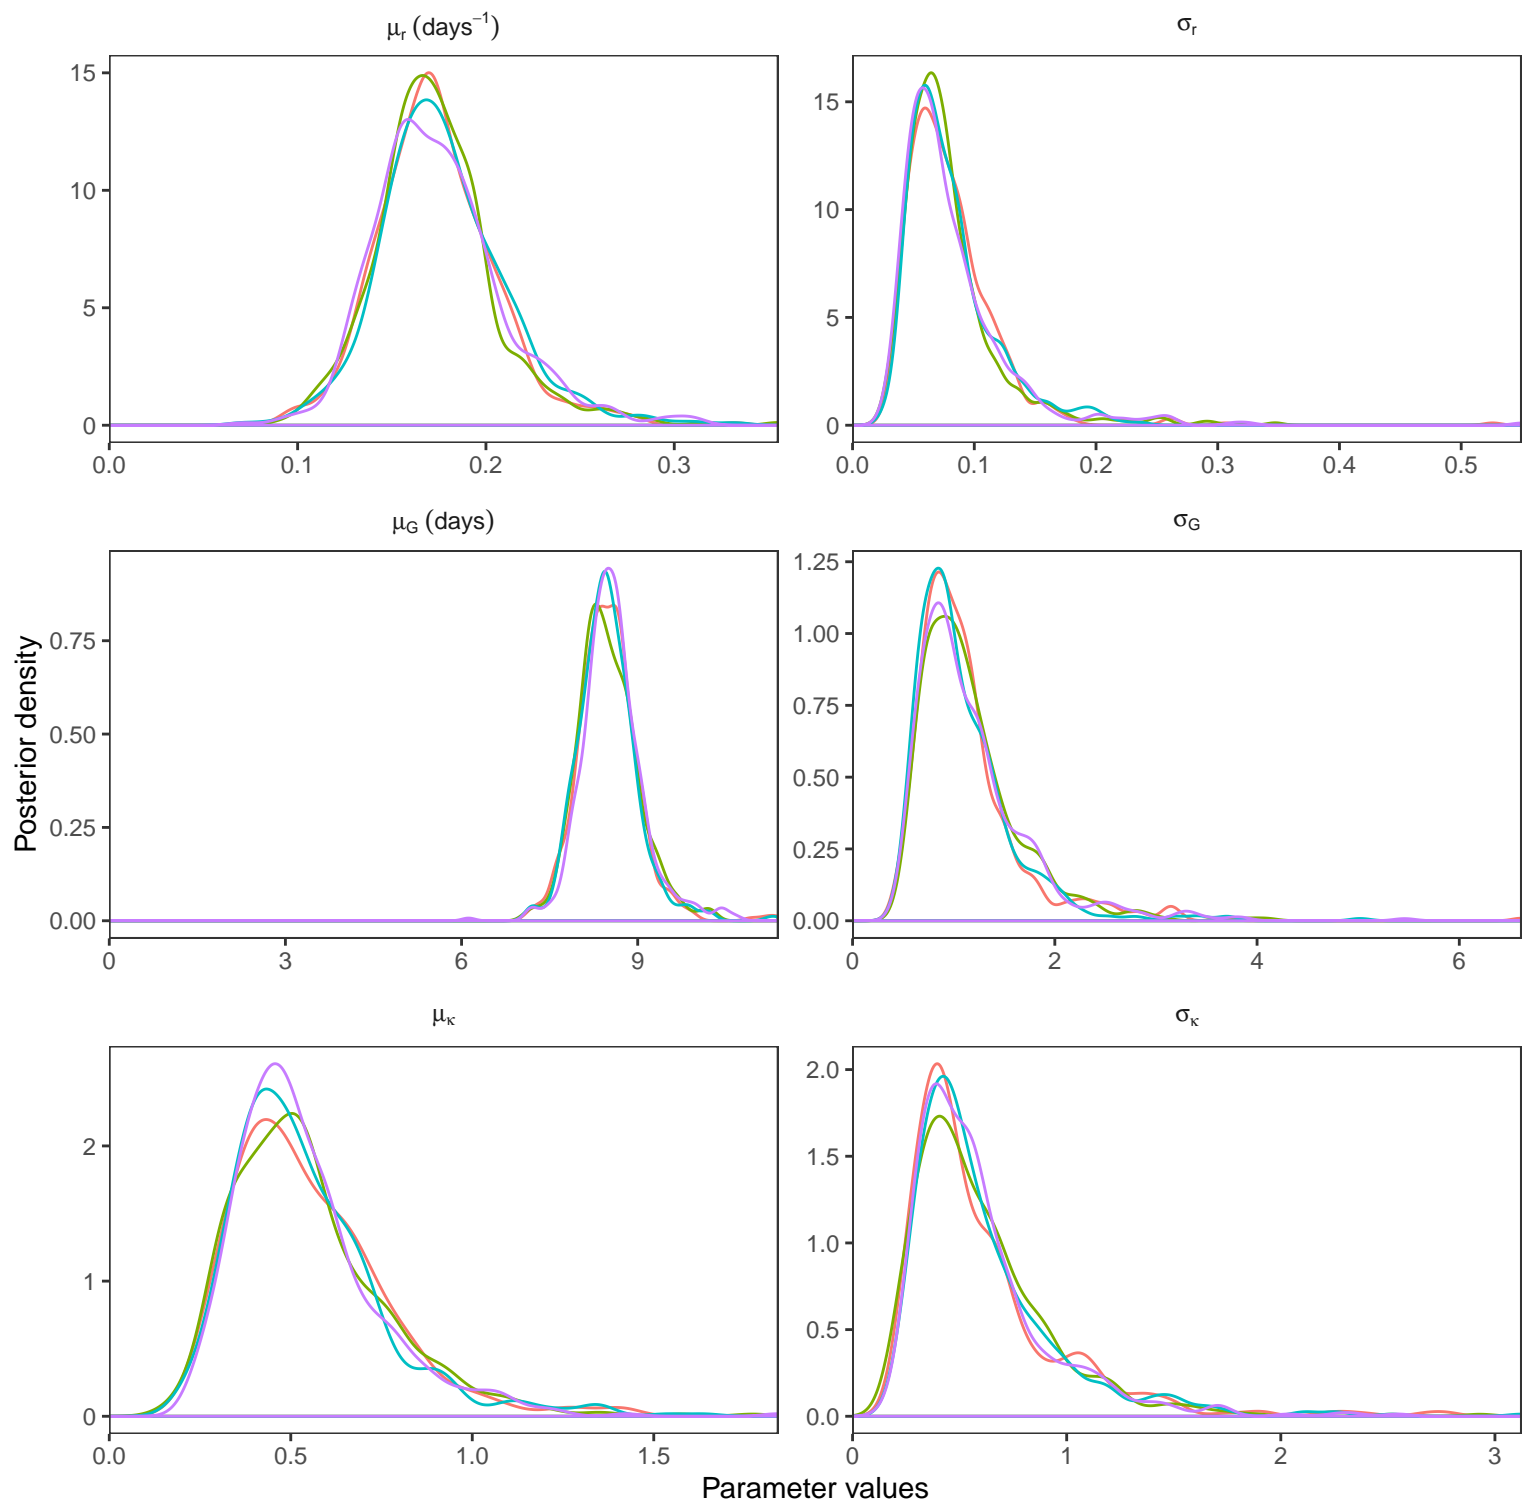 μr (days−1)
σr
15
10
5
0
0.0 0.1 0.2 0.3
15
10
5
0
0.0 0.1 0.2 0.3 0.4 0.5
μG (days)
σG
Posterior density
0.75
0.50
0.25
0.00
0 3 6 9
1.25
1.00
0.75
0.50
0.25
0.00
0 2 4 6
μκ
σκ
2
1
0
0.0 0.5 1.0 1.5
2.0
1.5
1.0
0.5
0.0
0 1 2 3
Parameter values